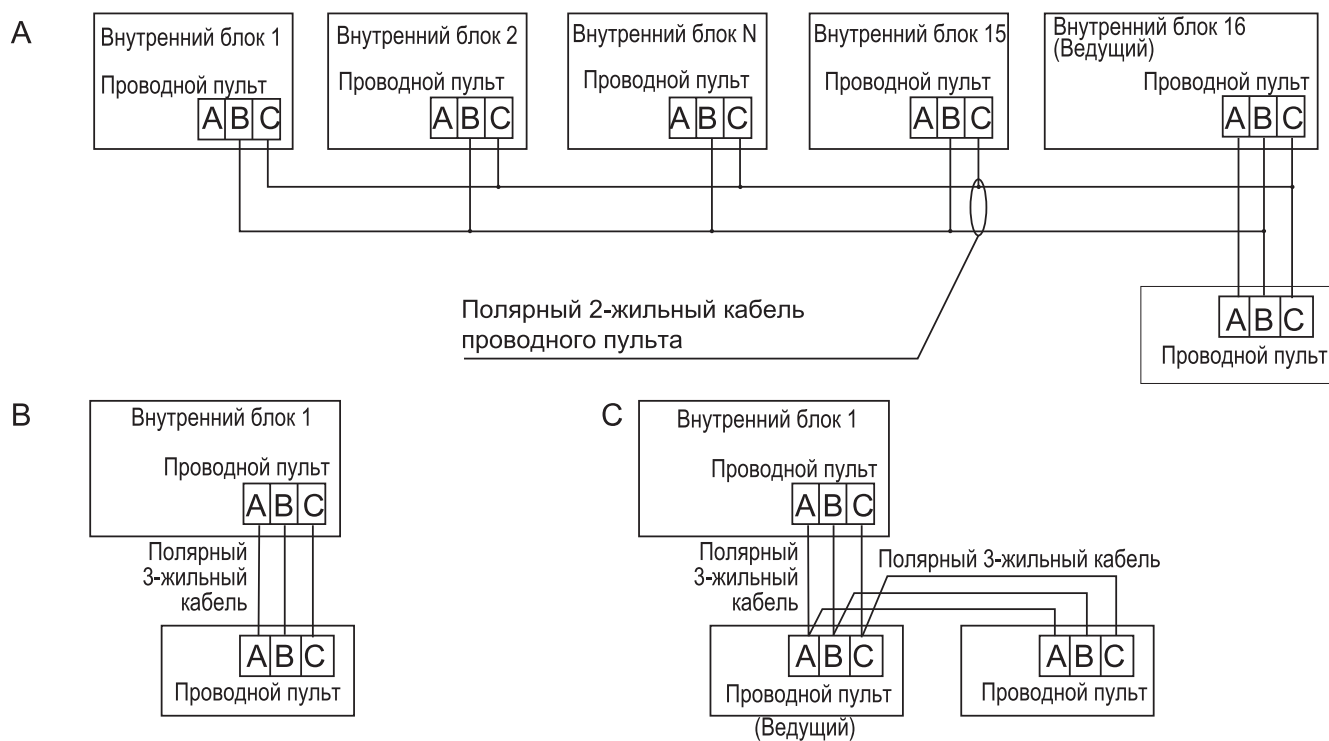 A
Внутренний блок 1
Проводной пульт
A B C
Внутренний блок 2
Проводной пульт
A B C
Внутренний блок N
Проводной пульт
A B C
Внутренний блок 15
Проводной пульт
A B C
Внутренний блок 16
(Ведущий)
Проводной пульт
A B C
Полярный 2-жильный кабель
проводного пульта
A B C
Проводной пульт
B
Внутренний блок 1
Проводной пульт
A B C
Полярный
3-жильный
кабель
A B C
Проводной пульт
C
Внутренний блок 1
Проводной пульт
A B C
Полярный
3-жильный
кабель
Полярный 3-жильный кабель
A B C
Проводной пульт
(Ведущий)
A B C
Проводной пульт